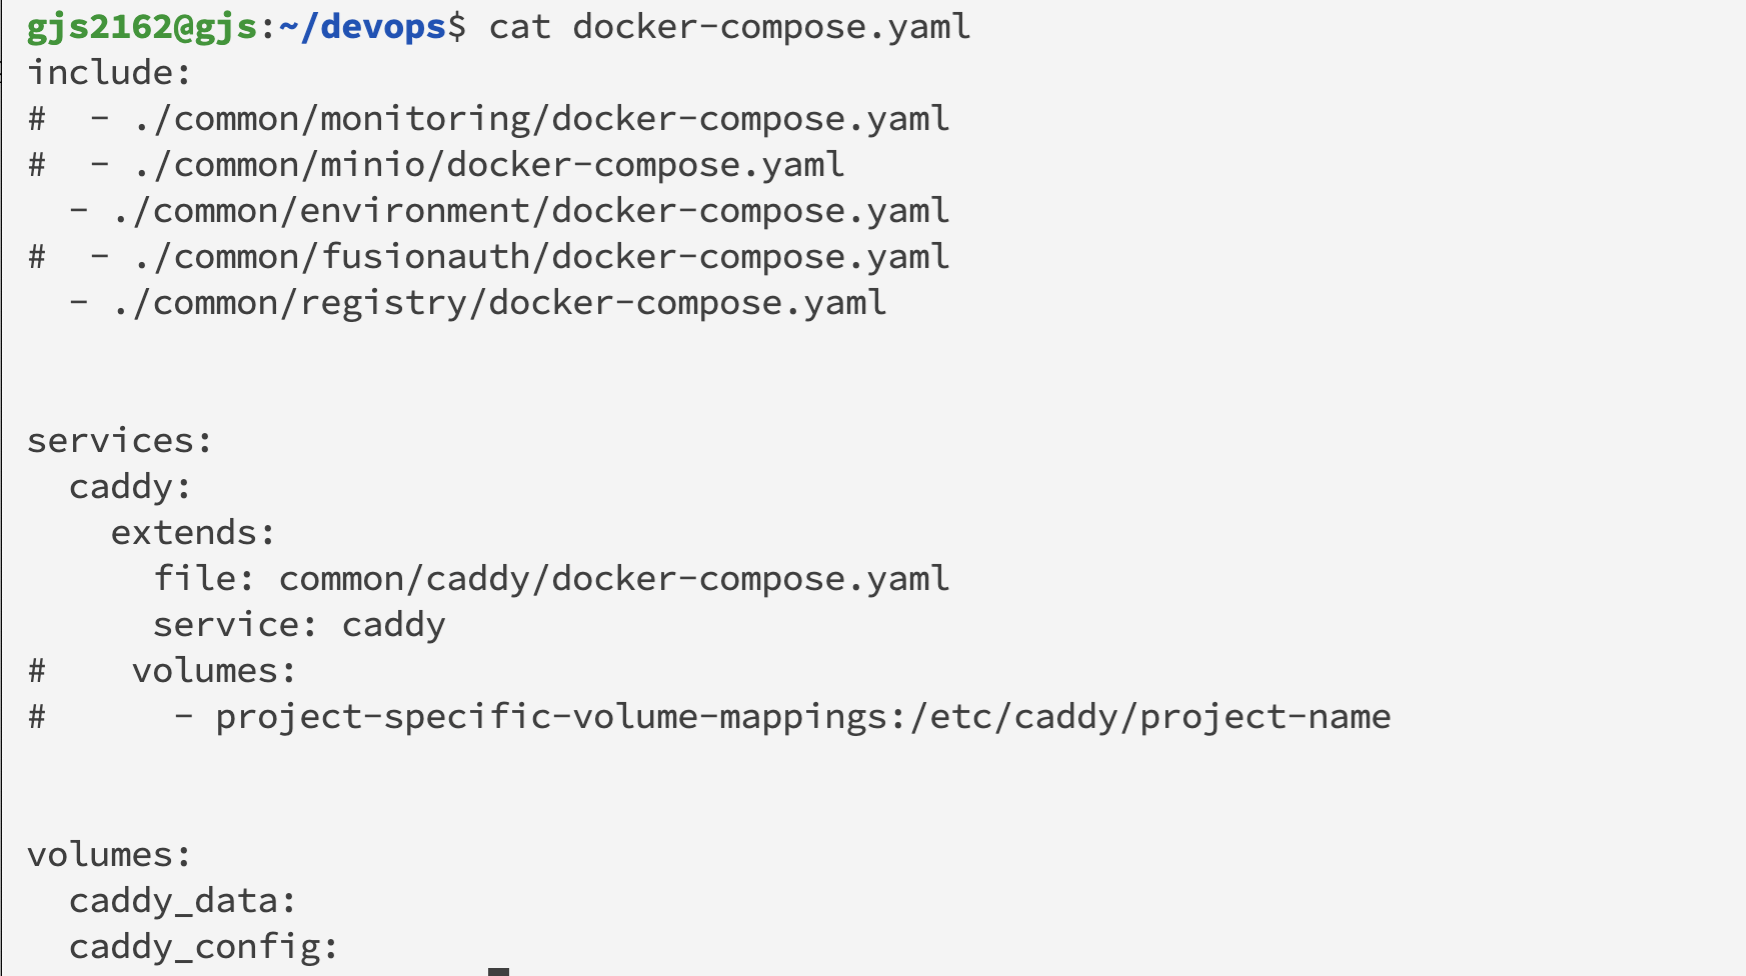 gjs2162@gjs:~/devops$ cat docker-compose.yaml
include:
#  - ./common/monitoring/docker-compose.yaml
#  - ./common/minio/docker-compose.yaml
  - ./common/environment/docker-compose.yaml
#  - ./common/fusionauth/docker-compose.yaml
  - ./common/registry/docker-compose.yaml
services:
  caddy:
    extends:
      file: common/caddy/docker-compose.yaml
      service: caddy
#    volumes:
#      - project-specific-volume-mappings:/etc/caddy/project-name
volumes:
  caddy_data:
  caddy_config: